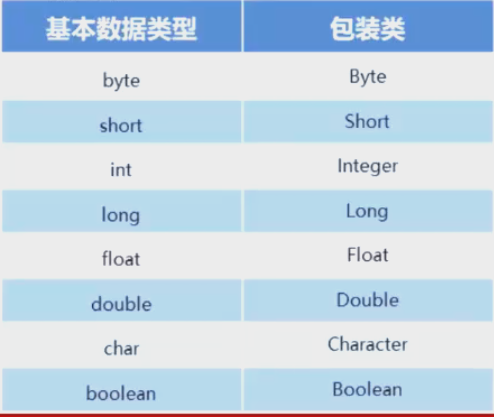 基本数据类型 包装类
byte Byte
short Short
int Integer
long Long
float Float
double Double
char Character
boolean Boolean